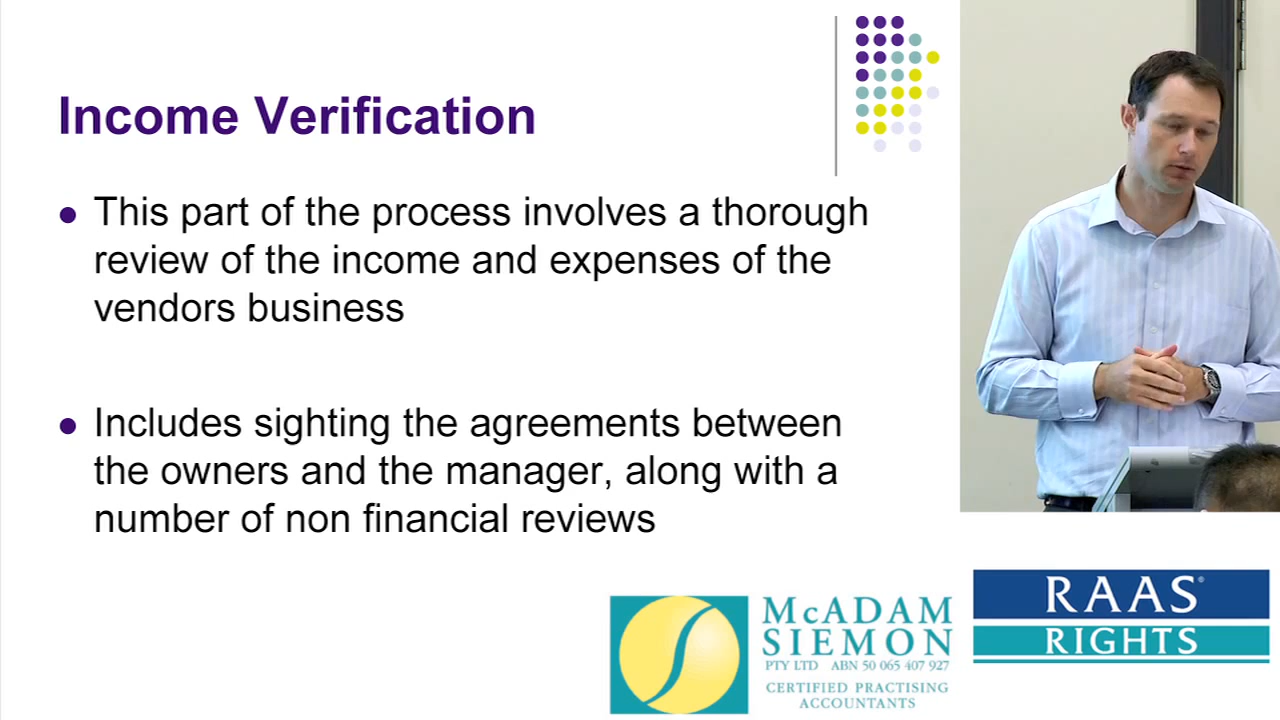 Income Verification
This part of the process involves a thorough
review of the income and expenses of the
vendors business
Includes sighting the agreements between
the owners and the manager, along with a
number of non financial reviews
McADAM
SIEMON
PTY LTD ABN 50 065 407 927
CERTIFIED PRACTISING
ACCOUNTANTS
RAAS®
RIGHTS